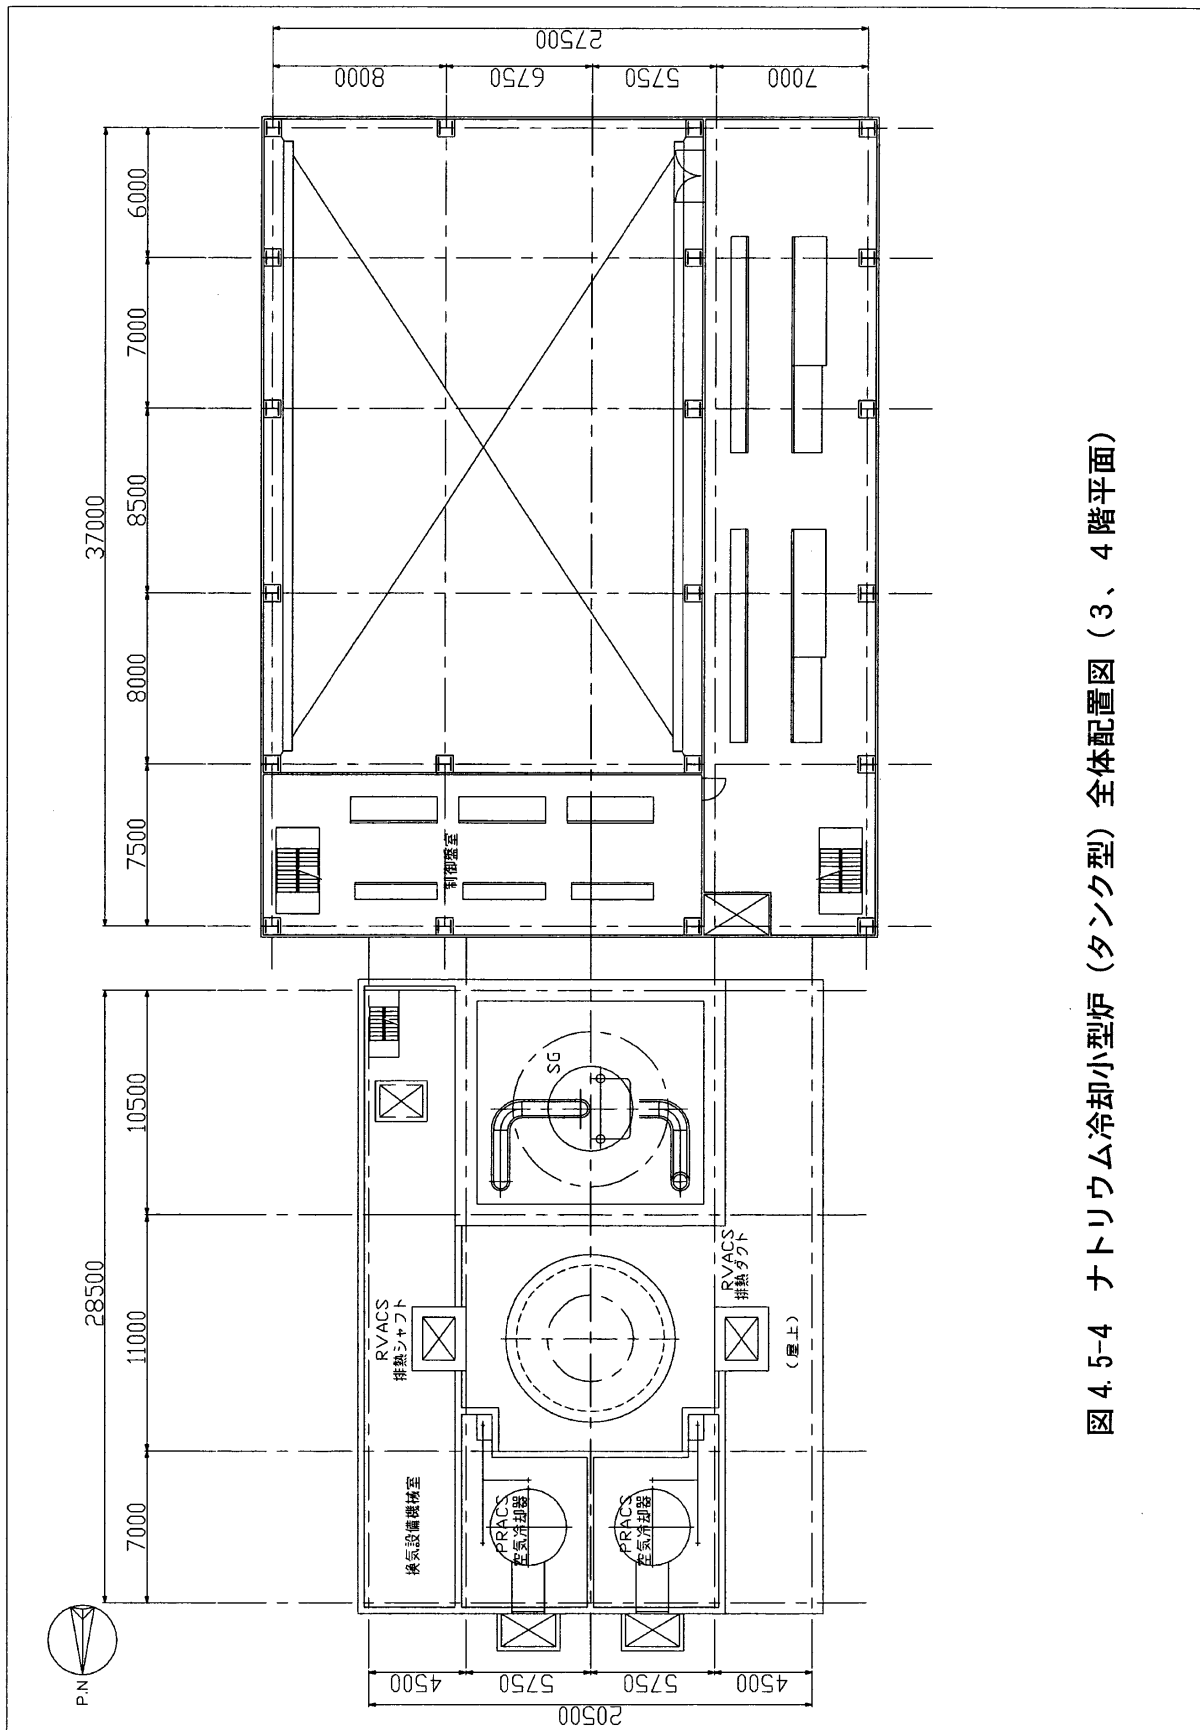 P.N
28500
7000
11000
10500
37000
7500
8000
8500
7000
6000
27500
8000
6750
5750
7000
20500
4500
5750
5750
4500
換気設備機械室
RVACS
排熱シャフト
PRACS
空気冷却器
PRACS
空気冷却器
RVACS
排熱ダクト
(屋上)
SG
制御盤室
図4.5-4 ナトリウム冷却小型炉(タンク型)全体配置図(3、4階平面)